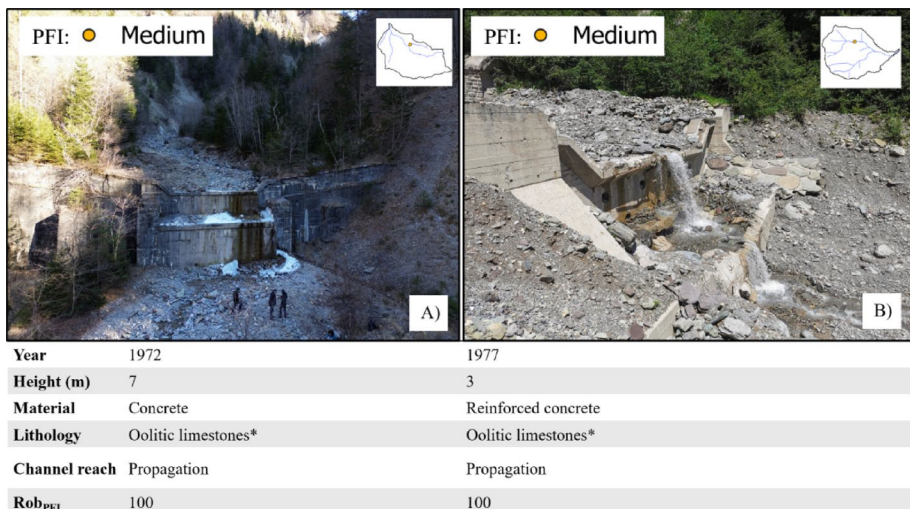 PFI: Medium PFI: Medium
A) B)
Year 1972 1977
Height (m) 7 3
Material Concrete Reinforced concrete
Lithology Oolitic limestones* Oolitic limestones*
Channel reach Propagation Propagation
Rob_PFI 100 100